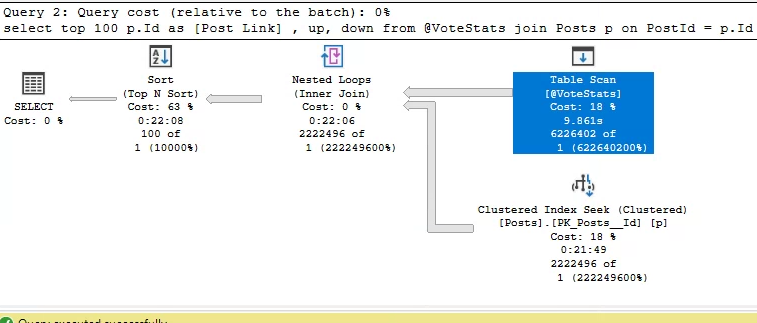 Query 2: Query cost (relative to the batch): 0%
select top 100 p.Id as [Post Link] , up, down from @VoteStats join Posts p on PostId = p.Id
SELECT
Cost: 0 %
Sort
(Top N Sort)
Cost: 63 %
0:22:08
100 of
1 (10000%)
Nested Loops
(Inner Join)
Cost: 0 %
0:22:06
2222496 of
1 (222249600%)
Table Scan
[@VoteStats]
Cost: 18 %
9.861s
6226402 of
1 (622640200%)
Clustered Index Seek (Clustered)
[Posts].[PK_Posts__Id] [p]
Cost: 18 %
0:21:49
2222496 of
1 (222249600%)
Query executed successfully